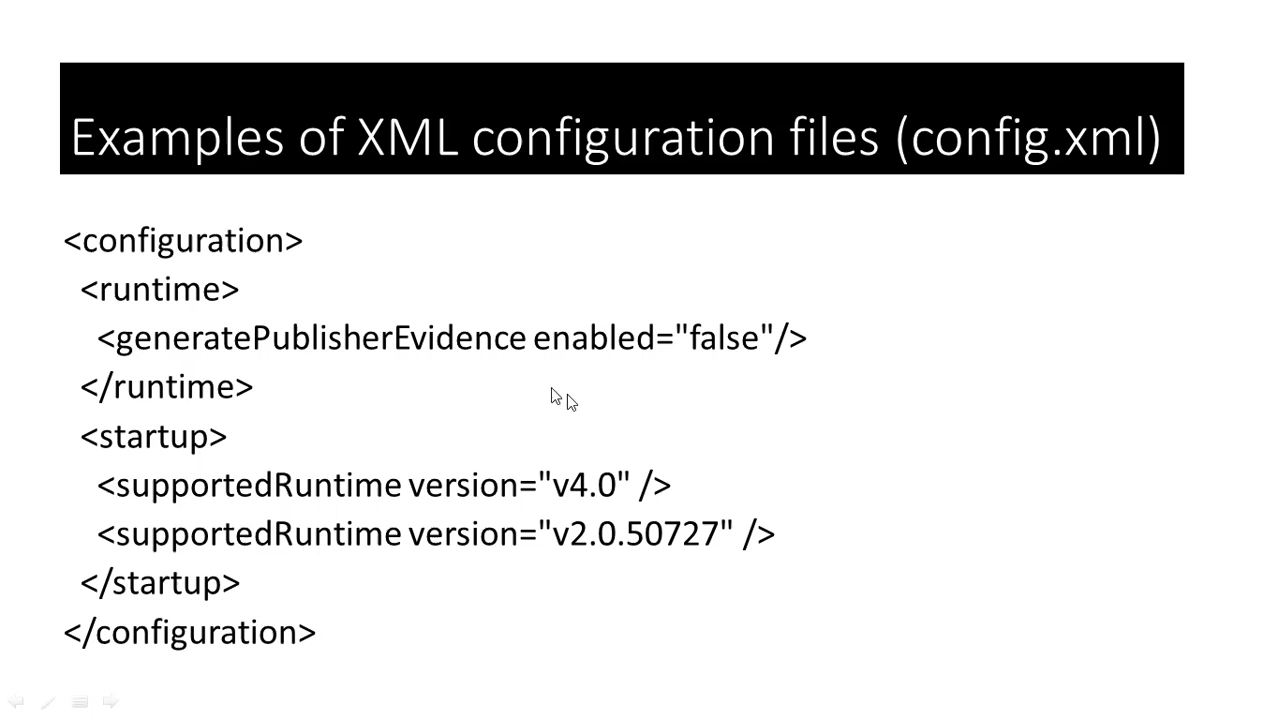 Examples of XML configuration files (config.xml)
<configuration>
<runtime>
<generatePublisherEvidence enabled="false"/>
</runtime>
<startup>
<supportedRuntime version="v4.0" />
<supportedRuntime version="v2.0.50727" />
</startup>
</configuration>